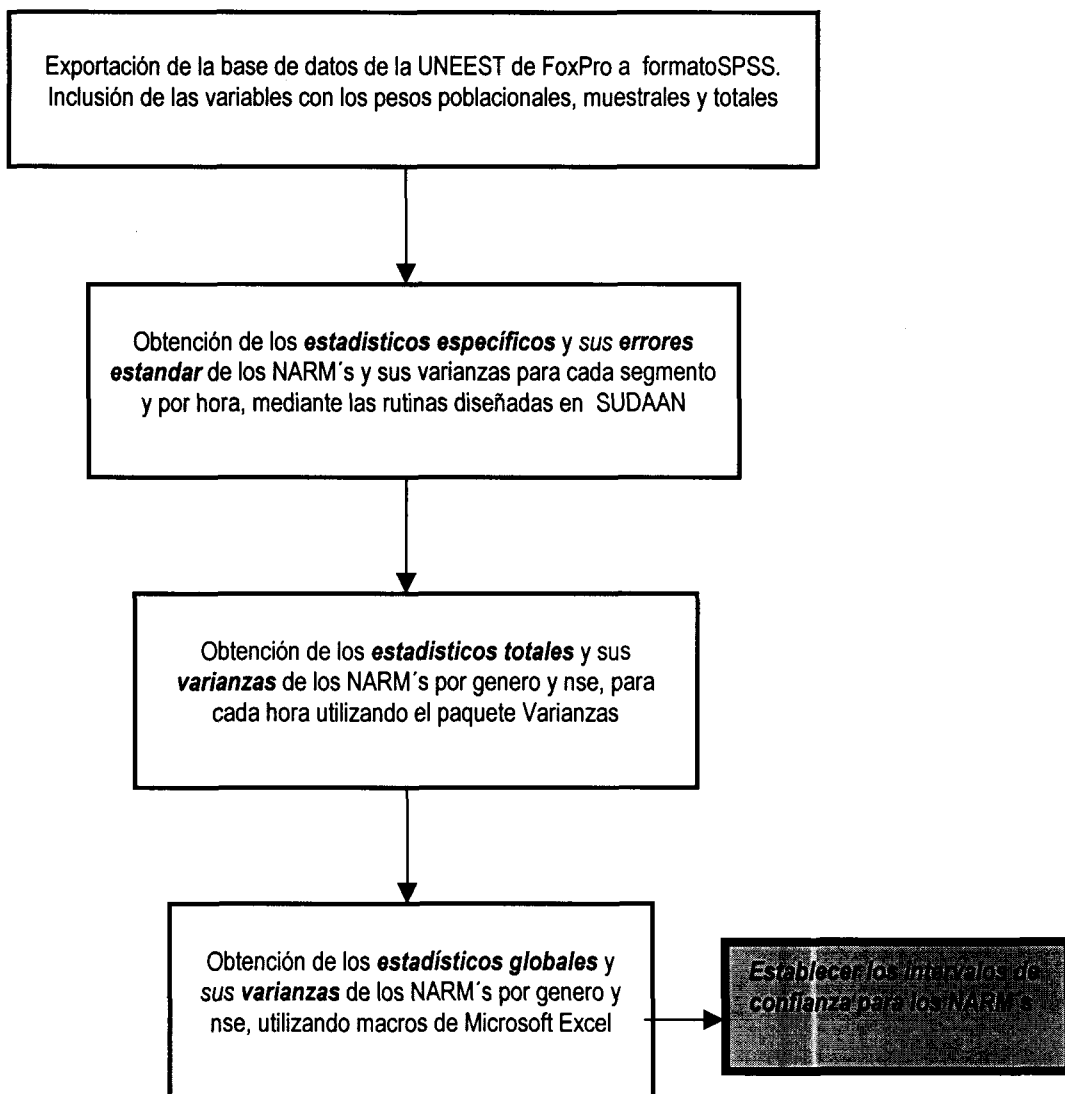 Exportación de la base de datos de la UNEEST de FoxPro a formatoSPSS.
Inclusión de las variables con los pesos poblacionales, muestrales y totales
Obtención de los estadisticos específicos y sus errores
estandar de los NARM´s y sus varianzas para cada segmento
y por hora, mediante las rutinas diseñadas en SUDAAN
Obtención de los estadisticos totales y sus
varianzas de los NARM´s por genero y nse, para
cada hora utilizando el paquete Varianzas
Obtención de los estadísticos globales y
sus varianzas de los NARM´s por genero y
nse, utilizando macros de Microsoft Excel
Establecer los intervalos de
confianza para los NARM´s